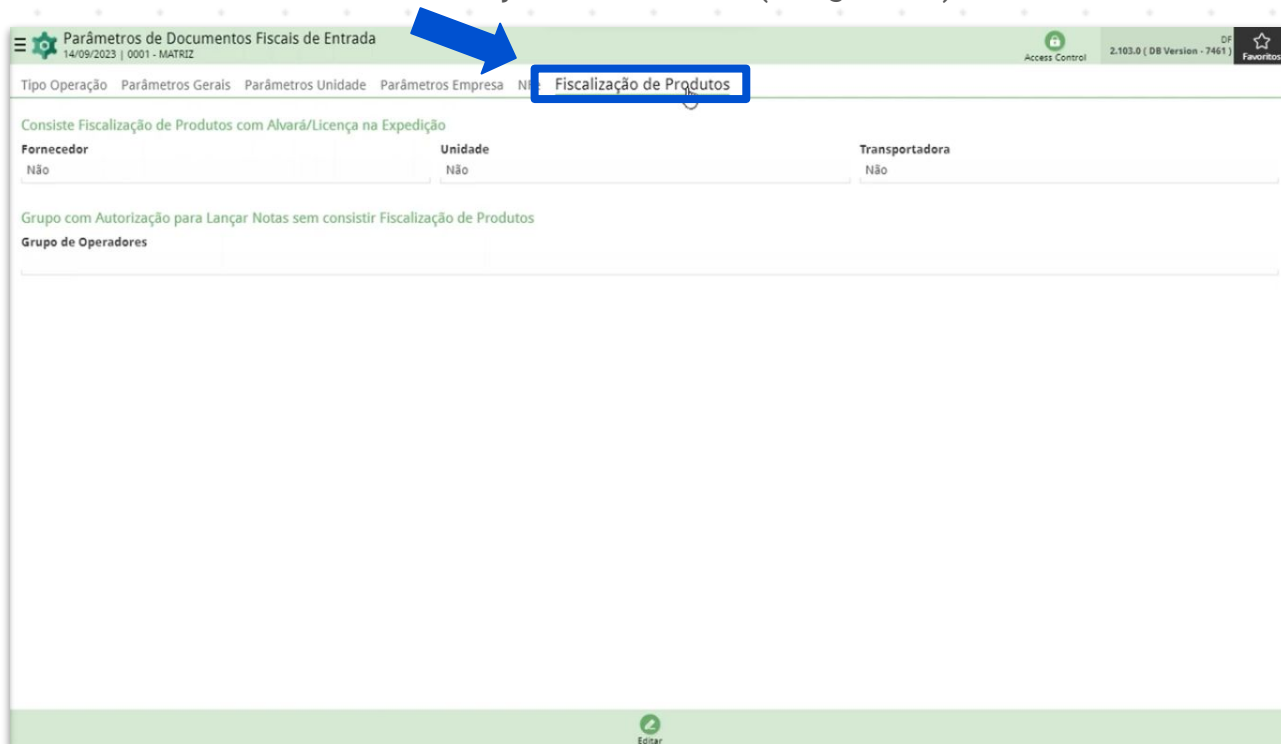 Parâmetros de Documentos Fiscais de Entrada
14/09/2023 | 0001 - MATRIZ
Access Control
DF
2.103.0 ( DB Version - 7461 )
Favoritos
Tipo Operação Parâmetros Gerais Parâmetros Unidade Parâmetros Empresa Fiscalização de Produtos
Consiste Fiscalização de Produtos com Alvará/Licença na Expedição
Fornecedor Unidade Transportadora
Não Não Não
Grupo com Autorização para Lançar Notas sem consistir Fiscalização de Produtos
Grupo de Operadores
Editar